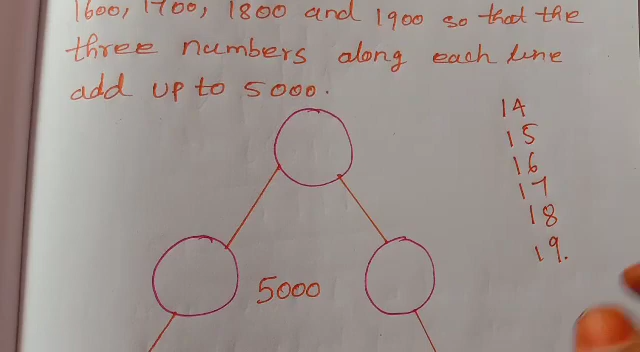 1600, 1700, 1800 and 1900 so that the
three numbers along each line
add up to 5000.
14
15
16
17
18
19.
5000